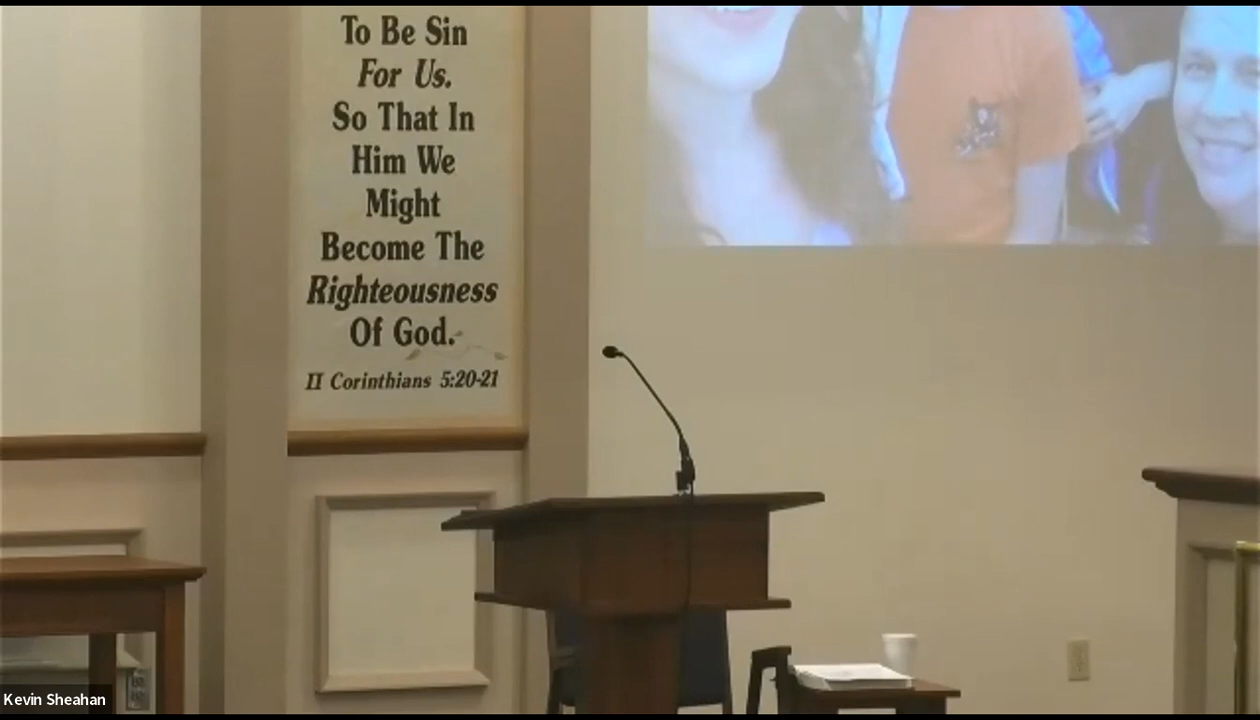 To Be Sin
For Us.
So That In
Him We
Might
Become The
Righteousness
Of God.
II Corinthians 5:20-21
Kevin Sheahan